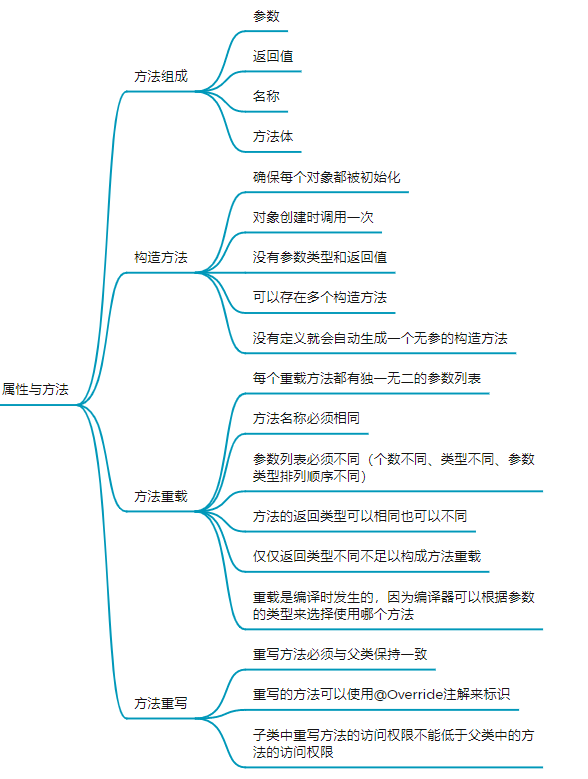 属性与方法
方法组成
参数
返回值
名称
方法体
构造方法
确保每个对象都被初始化
对象创建时调用一次
没有参数类型和返回值
可以存在多个构造方法
没有定义就会自动生成一个无参的构造方法
方法重载
每个重载方法都有独一无二的参数列表
方法名称必须相同
参数列表必须不同（个数不同、类型不同、参数
类型排列顺序不同）
方法的返回类型可以相同也可以不同
仅仅返回类型不同不足以构成方法重载
重载是编译时发生的，因为编译器可以根据参数
的类型来选择使用哪个方法
方法重写
重写方法必须与父类保持一致
重写的方法可以使用@Override注解来标识
子类中重写方法的访问权限不能低于父类中的方
法的访问权限